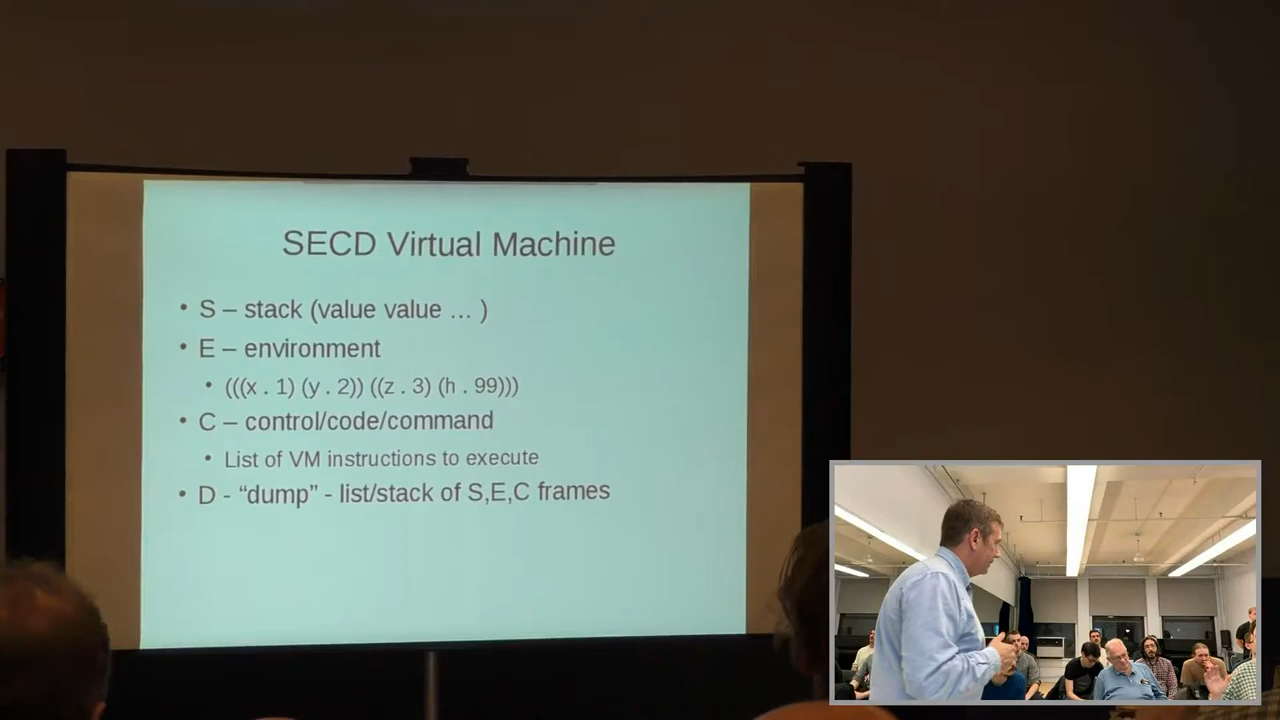 SECD Virtual Machine
• S – stack (value value … )
• E – environment
• (((x . 1) (y . 2)) ((z . 3) (h . 99)))
• C – control/code/command
• List of VM instructions to execute
• D - “dump” - list/stack of S,E,C frames